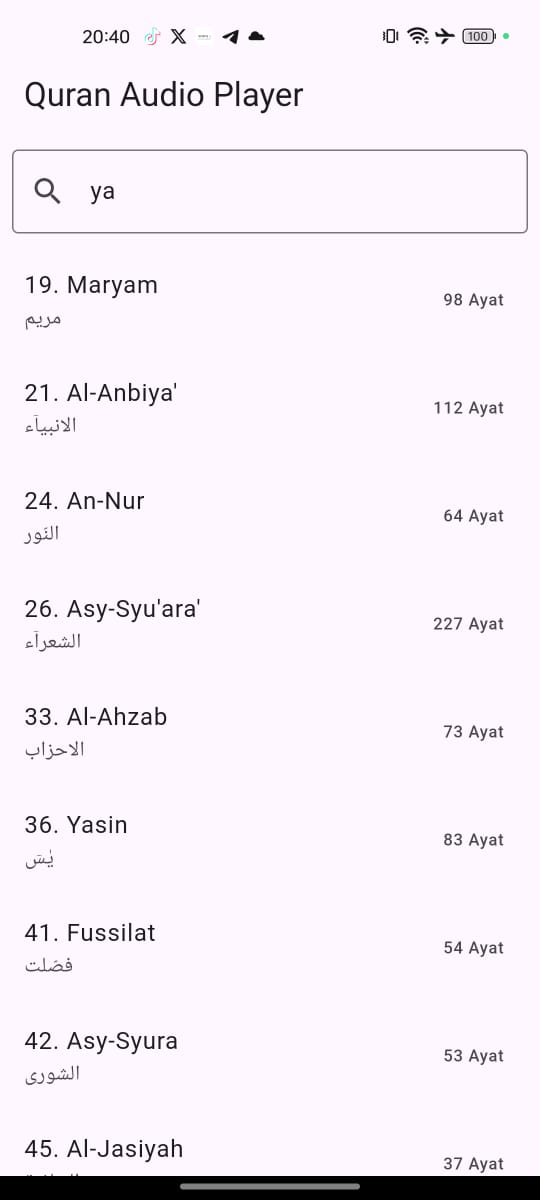 20:40
100
Quran Audio Player
ya
19. Maryam
98 Ayat
مريم
21. Al-Anbiya'
112 Ayat
الانبيآء
24. An-Nur
64 Ayat
النّور
26. Asy-Syu'ara'
227 Ayat
الشعرآء
33. Al-Ahzab
73 Ayat
الاحزاب
36. Yasin
83 Ayat
يٰسۤ
41. Fussilat
54 Ayat
فصّلت
42. Asy-Syura
53 Ayat
الشورى
45. Al-Jasiyah
37 Ayat